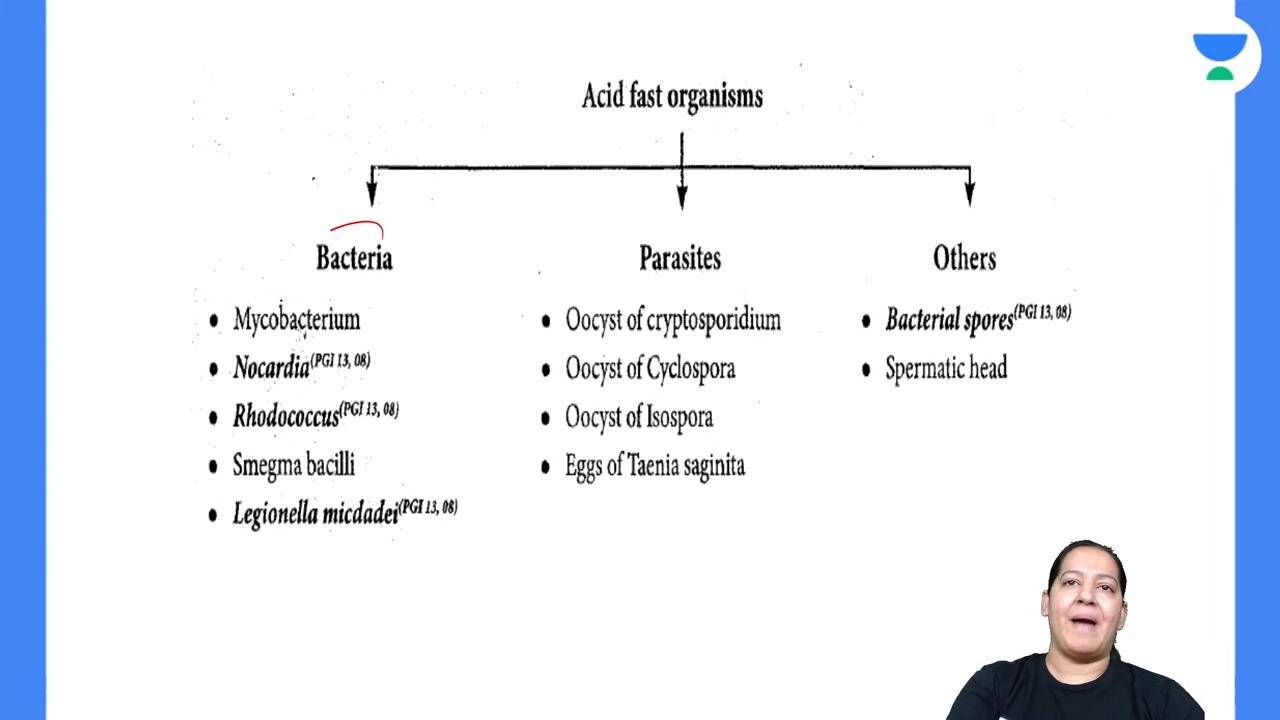 Acid fast organisms
Bacteria
• Mycobacterium
• Nocardia(PGI 13, 08)
• Rhodococcus(PGI 13, 08)
• Smegma bacilli
• Legionella micdadei(PGI 13, 08)
Parasites
• Oocyst of cryptosporidium
• Oocyst of Cyclospora
• Oocyst of Isospora
• Eggs of Taenia saginita
Others
• Bacterial spores(PGI 13, 08)
• Spermatic head